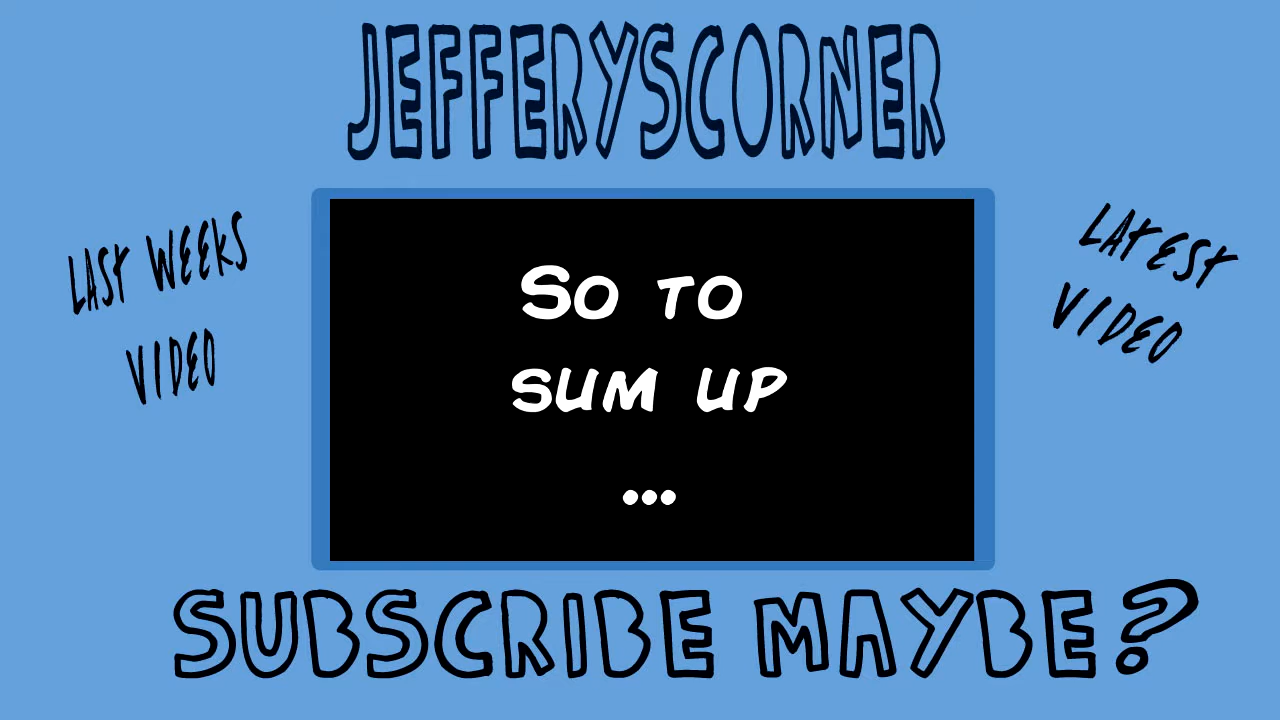 JEFFERYSCORNER
LAST WEEKS
VIDEO
SO TO
SUM UP
...
LATEST
VIDEO
SUBSCRIBE MAYBE?